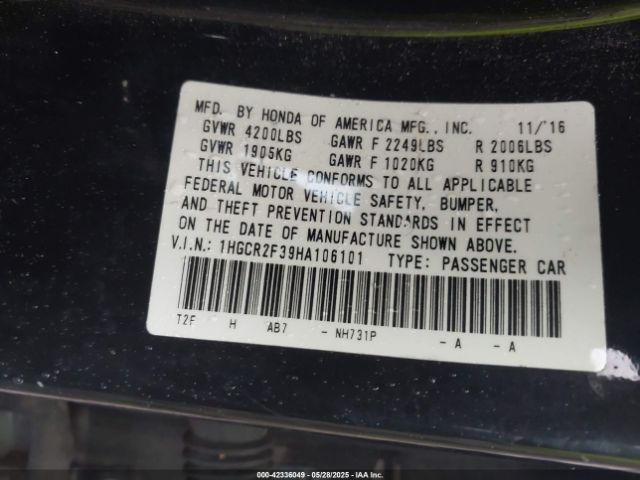 MFD. BY HONDA OF AMERICA MFG., INC. 11/'16
GVWR 4200LBS GAWR F 2249LBS R 2006LBS
GVWR 1905KG GAWR F 1020KG R 910KG
THIS VEHICLE CONFORMS TO ALL APPLICABLE
FEDERAL MOTOR VEHICLE SAFETY, BUMPER,
AND THEFT PREVENTION STANDARDS IN EFFECT
ON THE DATE OF MANUFACTURE SHOWN ABOVE.
V.I.N.: 1HGCR2F39HA106101 TYPE: PASSENGER CAR
T2F H AB7 - NH731P - A - A
000-42336049 - 05/28/2025 - IAAI.COM